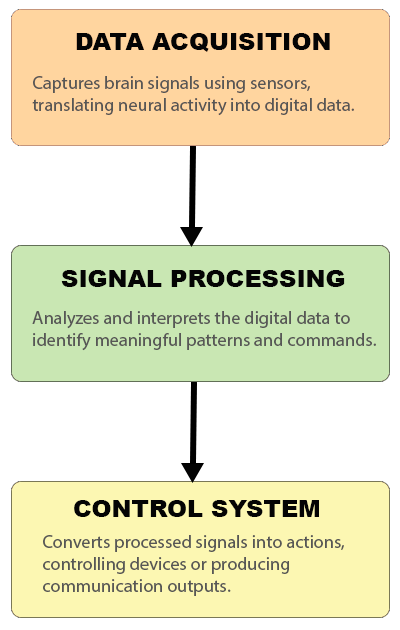 DATA ACQUISITION
Captures brain signals using sensors,
translating neural activity into digital data.
SIGNAL PROCESSING
Analyzes and interprets the digital data to
identify meaningful patterns and commands.
CONTROL SYSTEM
Converts processed signals into actions,
controlling devices or producing
communication outputs.